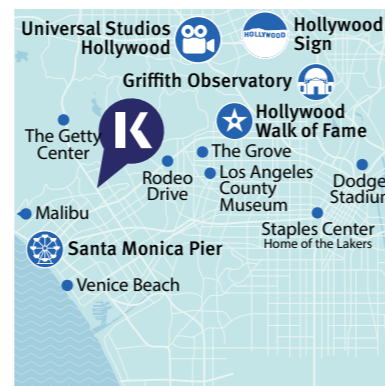 Universal Studios
Hollywood
Hollywood
Sign
HOLLYWOOD
Griffith Observatory
Hollywood
Walk of Fame
The Getty
Center
K
The Grove
Rodeo
Drive
Los Angeles
County
Museum
Dodge
Stadium
Malibu
Staples Center
Home of the Lakers
Santa Monica Pier
Venice Beach